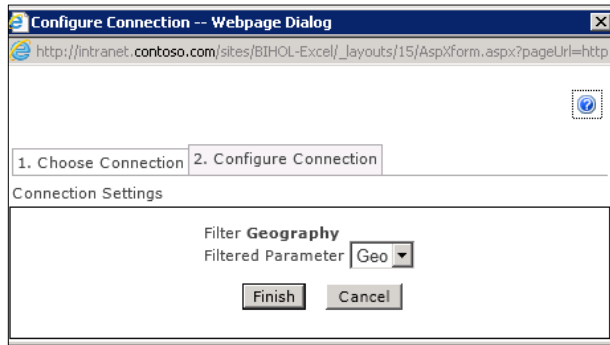 Configure Connection -- Webpage Dialog
http://intranet.contoso.com/sites/BIHOL-Excel/_layouts/15/AspXform.aspx?pageUrl=http
1. Choose Connection 2. Configure Connection
Connection Settings
Filter Geography
Filtered Parameter Geo
Finish Cancel